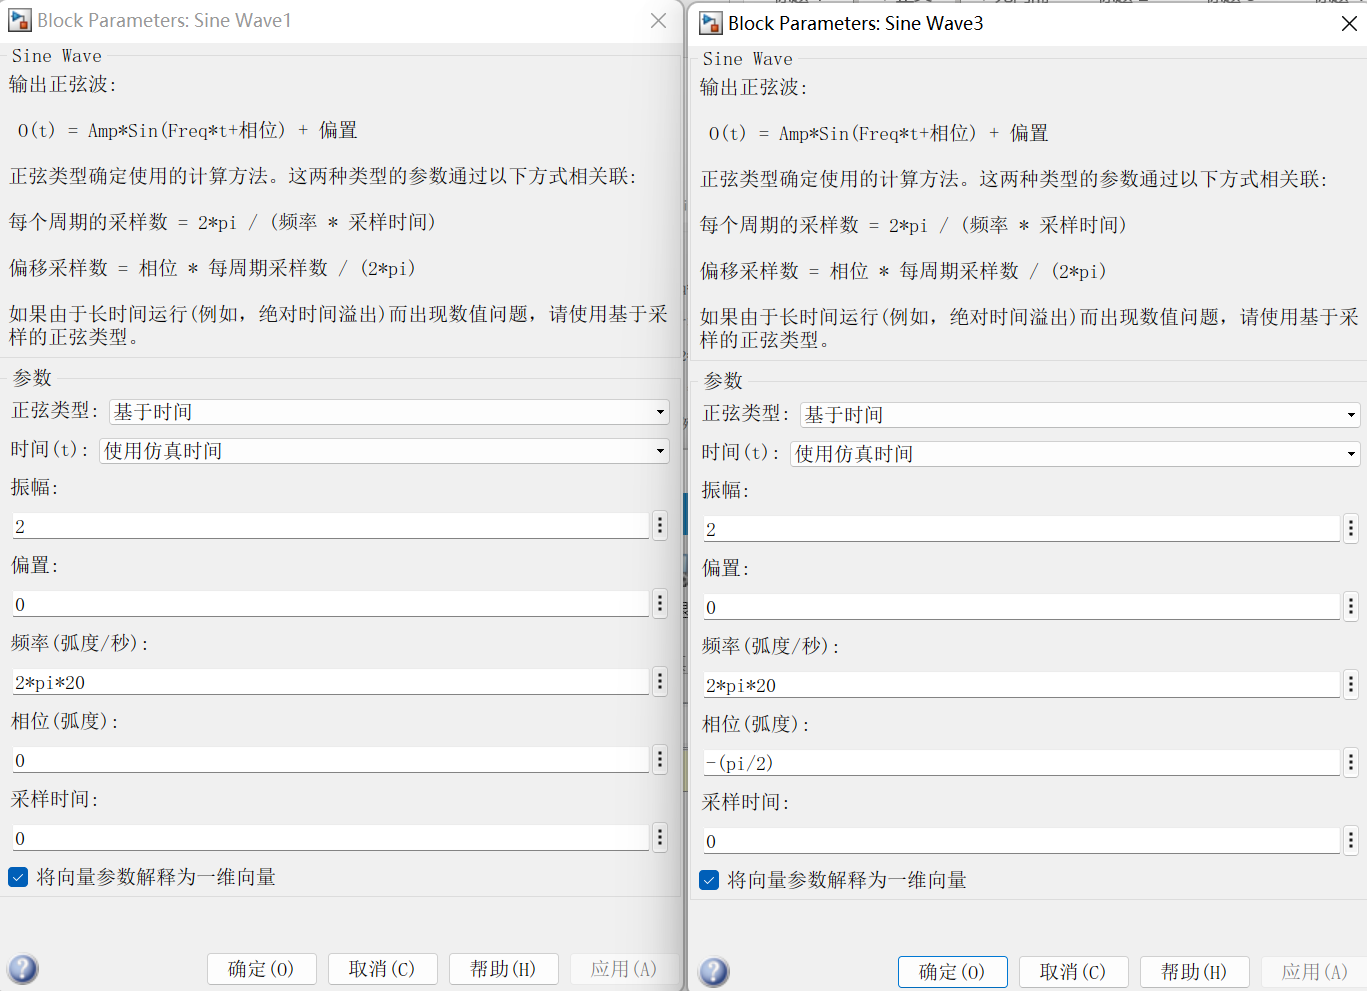 Block Parameters: Sine Wave1
Sine Wave
输出正弦波:
O(t) = Amp*Sin(Freq*t+相位) + 偏置
正弦类型确定使用的计算方法。这两种类型的参数通过以下方式相关联:
每个周期的采样数 = 2*pi / (频率 * 采样时间)
偏移采样数 = 相位 * 每周期采样数 / (2*pi)
如果由于长时间运行(例如，绝对时间溢出)而出现数值问题，请使用基于采
样的正弦类型。
参数
正弦类型: 基于时间
时间(t): 使用仿真时间
振幅:
2
偏置:
0
频率(弧度/秒):
2*pi*20
相位(弧度):
0
采样时间:
0
将向量参数解释为一维向量
确定(O) 取消(C) 帮助(H) 应用(A)
Block Parameters: Sine Wave3
Sine Wave
输出正弦波:
O(t) = Amp*Sin(Freq*t+相位) + 偏置
正弦类型确定使用的计算方法。这两种类型的参数通过以下方式相关联:
每个周期的采样数 = 2*pi / (频率 * 采样时间)
偏移采样数 = 相位 * 每周期采样数 / (2*pi)
如果由于长时间运行(例如，绝对时间溢出)而出现数值问题，请使用基于采
样的正弦类型。
参数
正弦类型: 基于时间
时间(t): 使用仿真时间
振幅:
2
偏置:
0
频率(弧度/秒):
2*pi*20
相位(弧度):
-(pi/2)
采样时间:
0
将向量参数解释为一维向量
确定(O) 取消(C) 帮助(H) 应用(A)